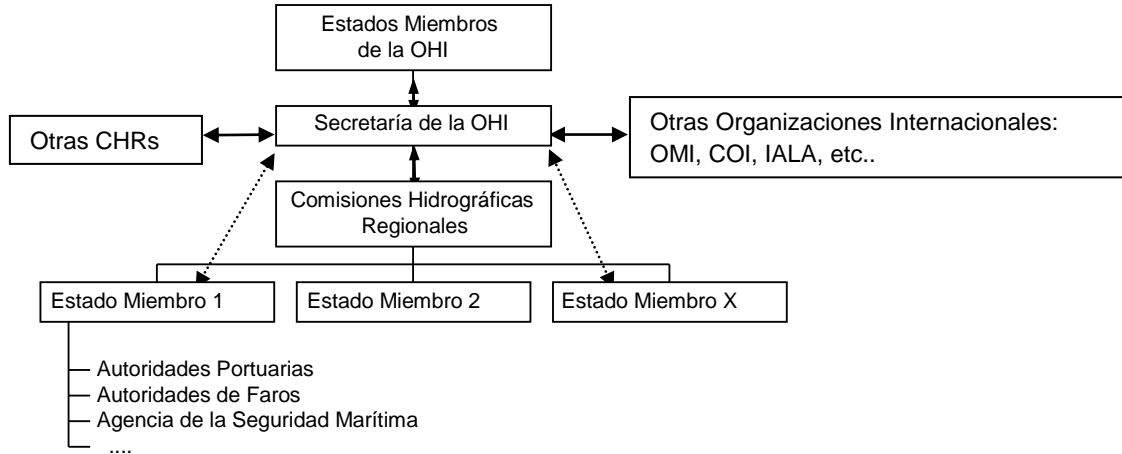 Estados Miembros
de la OHI
Secretaría de la OHI
Otras CHRs
Otras Organizaciones Internacionales:
OMI, COI, IALA, etc..
Comisiones Hidrográficas
Regionales
Estado Miembro 1
Estado Miembro 2
Estado Miembro X
Autoridades Portuarias
Autoridades de Faros
Agencia de la Seguridad Marítima
....